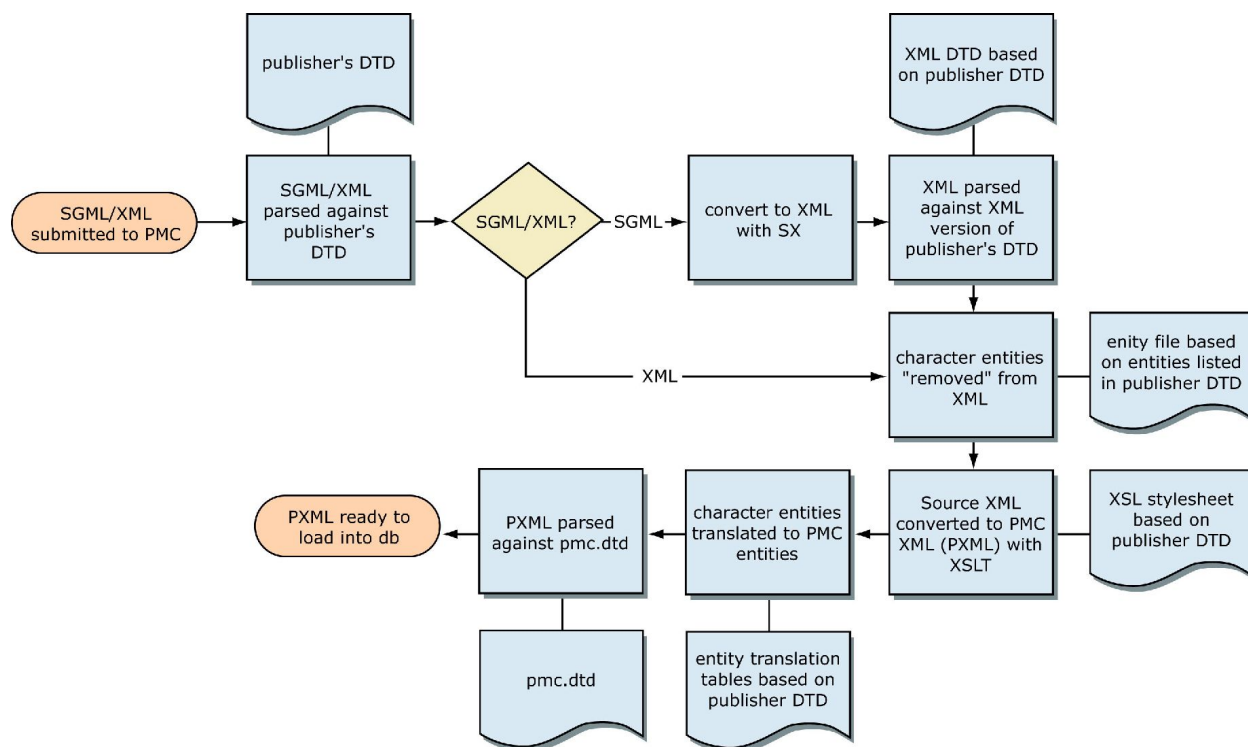 publisher's DTD
XML DTD based
on publisher DTD
SGML/XML
submitted to PMC
SGML/XML
parsed against
publisher's
DTD
SGML/XML?
SGML
convert to XML
with SX
XML parsed
against XML
version of
publisher's DTD
XML
character entities
"removed" from
XML
enity file based
on entities listed
in publisher DTD
PXML ready to
load into db
PXML parsed
against pmc.dtd
character entities
translated to PMC
entities
Source XML
converted to PMC
XML (PXML) with
XSLT
XSL stylesheet
based on
publisher DTD
pmc.dtd
entity translation
tables based on
publisher DTD